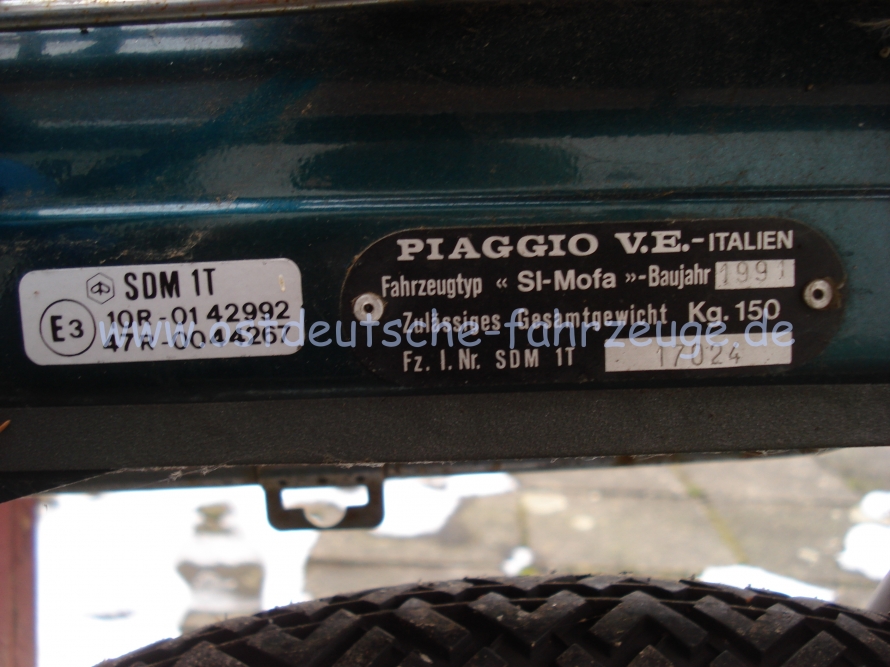 SDM 1T
E3
10R-01 42992
47R-0044267
PIAGGIO V.E.-ITALIEN
Fahrzeugtyp « SI-Mofa »-Baujahr 1991
Zulässiges Gesamtgewicht Kg. 150
Fz. I. Nr. SDM 1T 17024
www.ostdeutsche-fahrzeuge.de